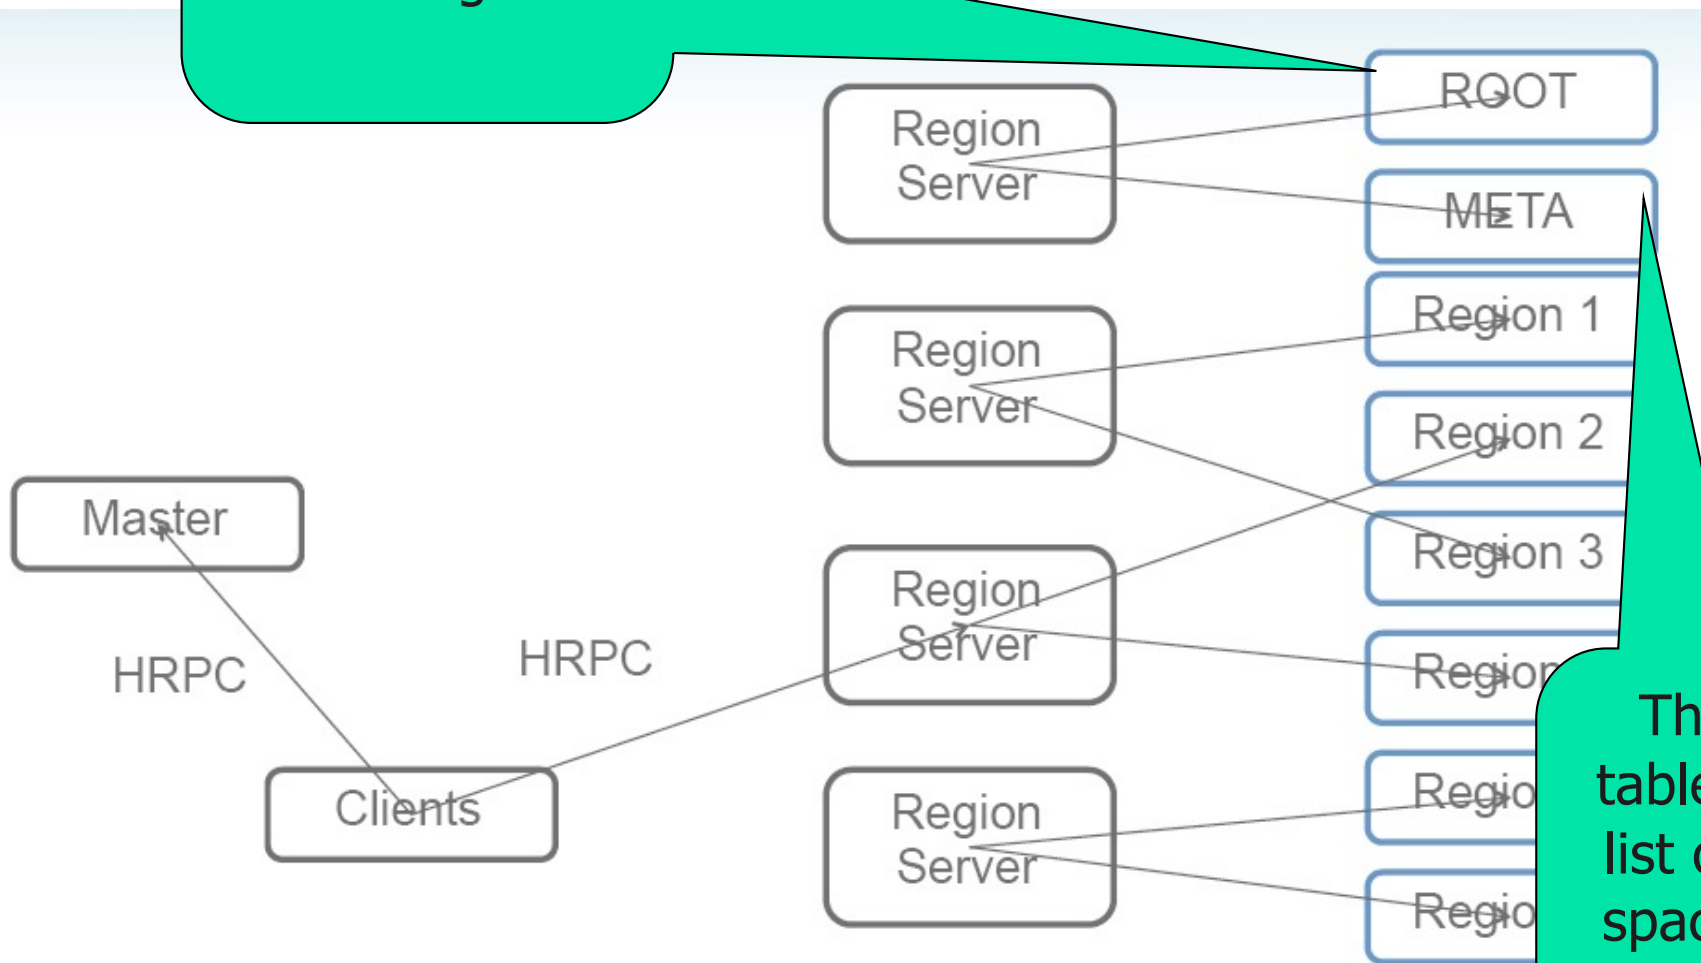 Region
Server
ROOT
META
Region
Server
Region 1
Region 2
Region 3
Master
HRPC
HRPC
Region
Server
Clients
Region
Server
list